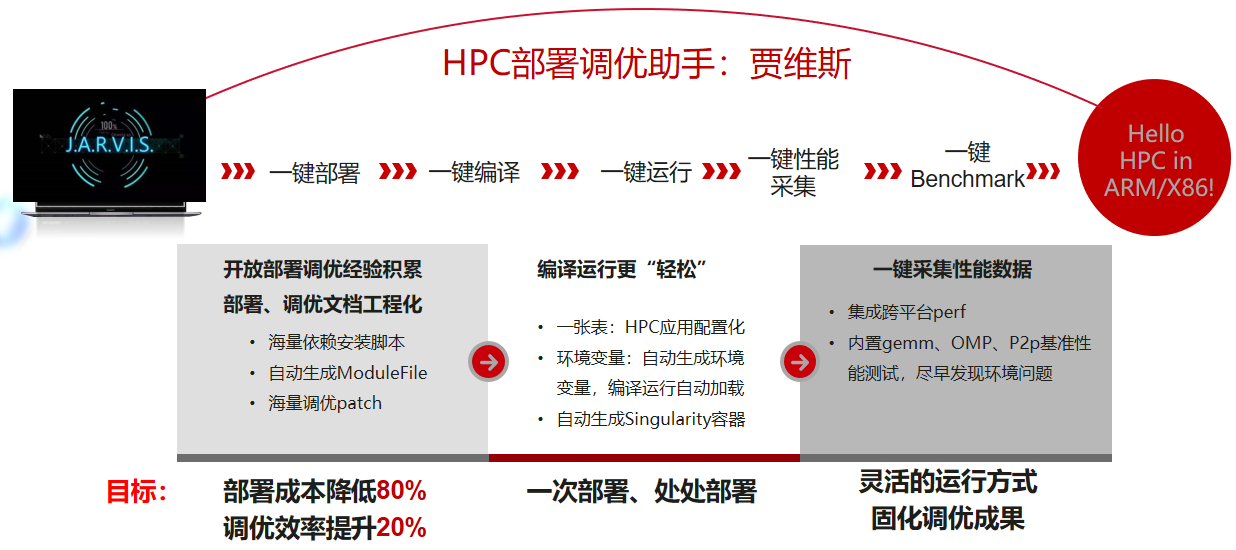 HPC部署调优助手：贾维斯
100%
J.A.R.V.I.S.
一键部署
一键编译
一键运行
一键性能
采集
一键
Benchmark
Hello
HPC in
ARM/X86!
开放部署调优经验积累
部署、调优文档工程化
• 海量依赖安装脚本
• 自动生成ModuleFile
• 海量调优patch
编译运行更“轻松”
• 一张表：HPC应用配置化
• 环境变量：自动生成环境
变量，编译运行自动加载
• 自动生成Singularity容器
一键采集性能数据
• 集成跨平台perf
• 内置gemm、OMP、P2p基准性
能测试，尽早发现环境问题
目标：
部署成本降低80%
调优效率提升20%
一次部署、处处部署
灵活的运行方式
固化调优成果